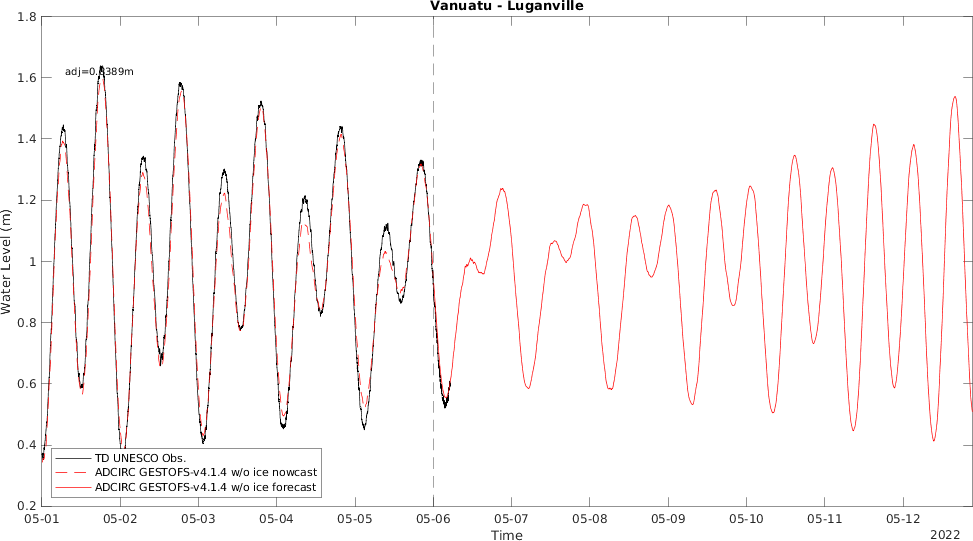 Vanuatu - Luganville
1.8
1.6
1.4
1.2
1
0.8
0.6
0.4
0.2
Water Level (m)
TD UNESCO Obs.
ADCIRC GESTOFS-v4.1.4 w/o ice nowcast
ADCIRC GESTOFS-v4.1.4 w/o ice forecast
05-01 05-02 05-03 05-04 05-05 05-06 05-07 05-08 05-09 05-10 05-11 05-12
Time
2022